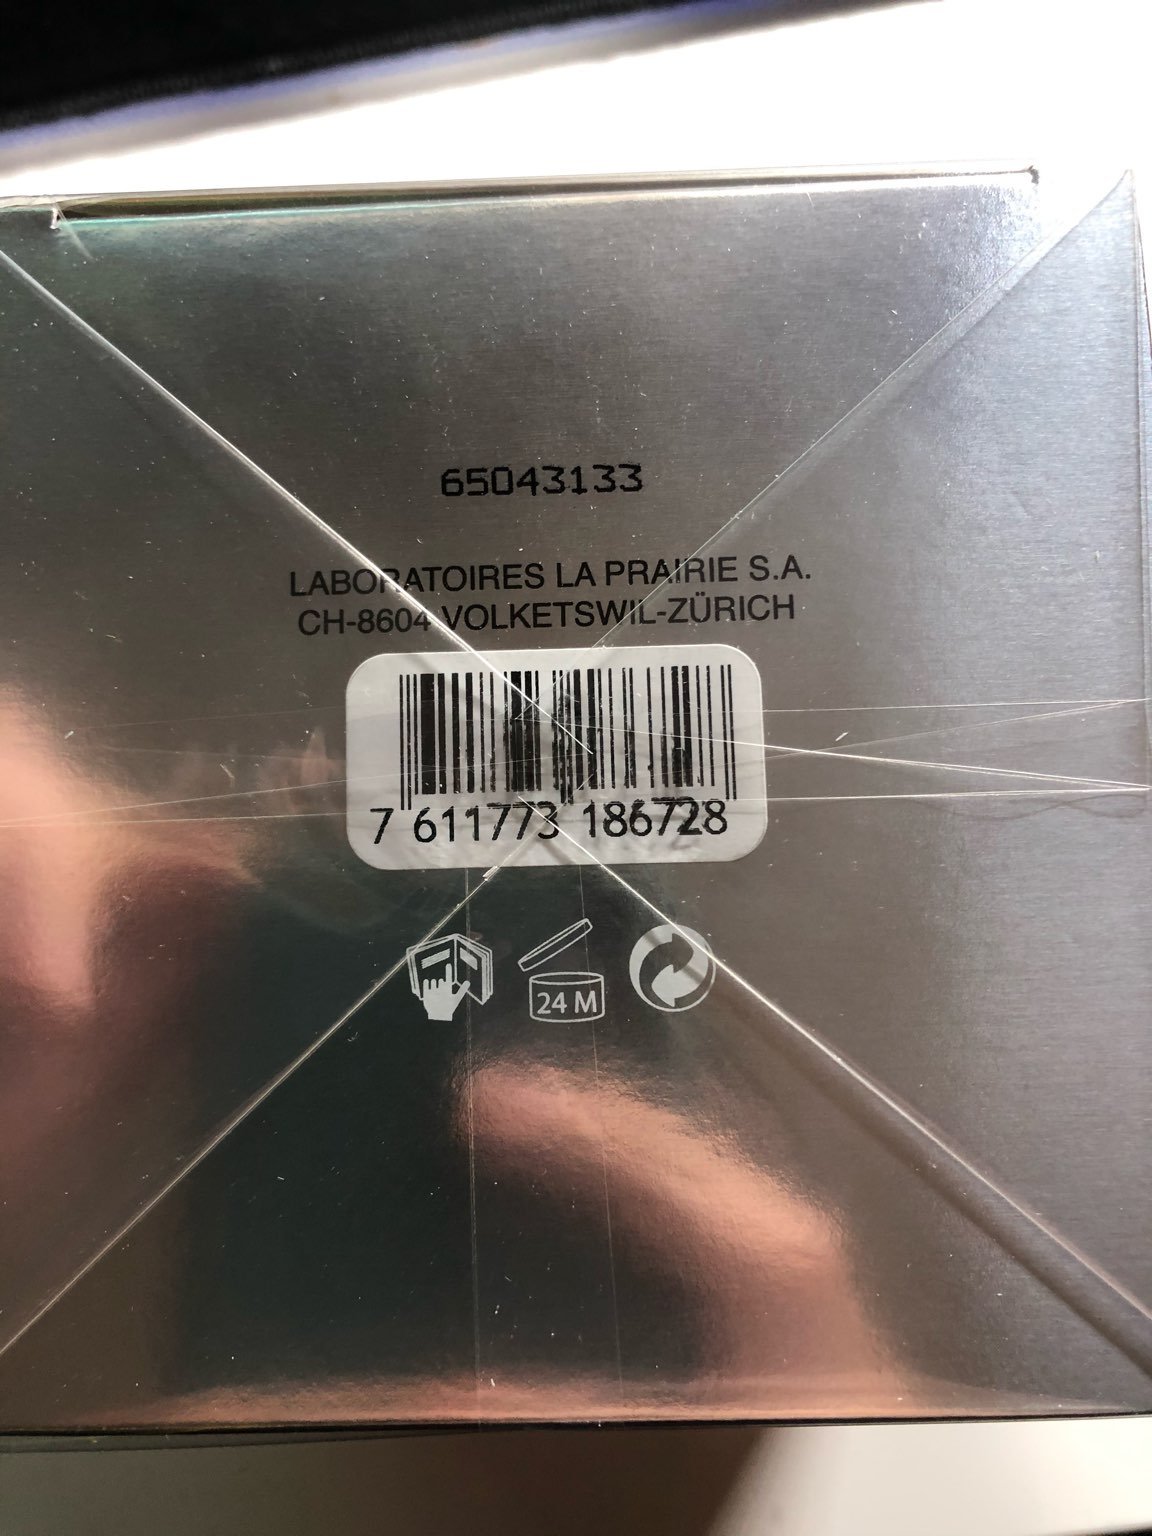 65043133
LABORATOIRES LA PRAIRIE S.A.
CH-8604 VOLKETSWIL-ZÜRICH
7 611773 186728
24 M